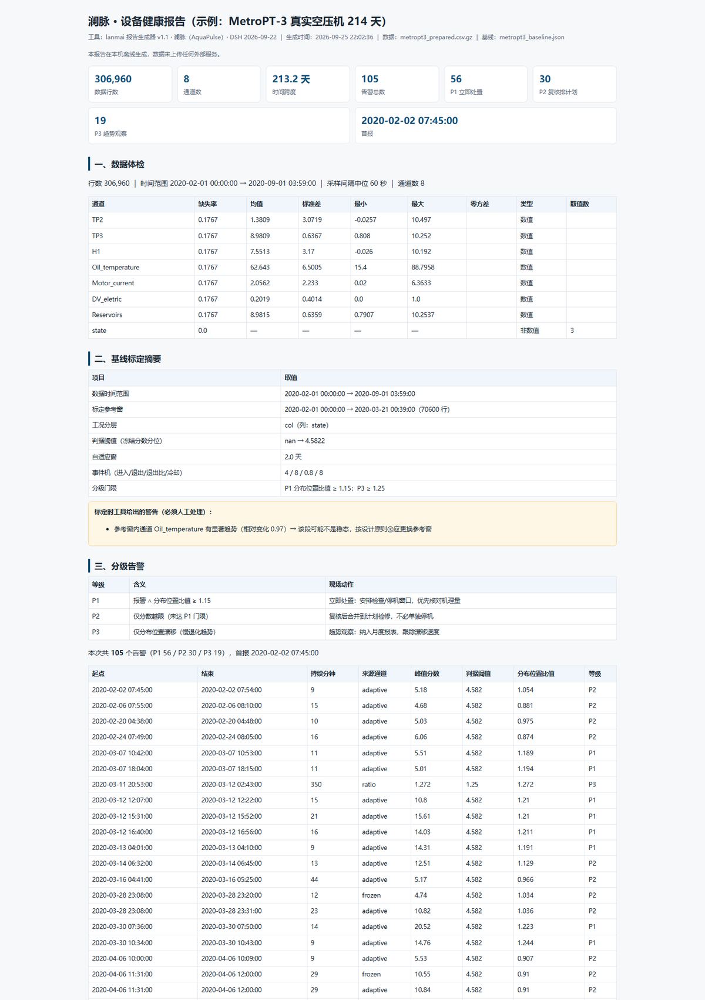 澜脉 · 设备健康报告（示例：MetroPT-3 真实空压机 214 天）
工具：lanmai 报告生成器 v1.1 · 澜脉（AquaPulse）· DSH 2026-09-22 ｜ 生成时间：2026-09-25 22:02:36 ｜ 数据：metropt3_prepared.csv.gz ｜ 基线：metropt3_baseline.json
本报告在本机离线生成，数据未上传任何外部服务。
306,960 8 213.2 天 105 56 30
数据行数 通道数 时间跨度 告警总数 P1 立即处置 P2 复核排计划
19 2020-02-02 07:45:00
P3 趋势观察 首报
一、数据体检
行数 306,960 ｜ 时间范围 2020-02-01 00:00:00 → 2020-09-01 03:59:00 ｜ 采样间隔中位 60 秒 ｜ 通道数 8
通道 缺失率 均值 标准差 最小 最大 零方差 类型 取值数
TP2 0.1767 1.3809 3.0719 -0.0257 10.497 数值
TP3 0.1767 8.9809 0.6367 0.808 10.252 数值
H1 0.1767 7.5513 3.17 -0.026 10.192 数值
Oil_temperature 0.1767 62.643 6.5005 15.4 88.7958 数值
Motor_current 0.1767 2.0562 2.233 0.02 6.3633 数值
DV_eletric 0.1767 0.2019 0.4014 0.0 1.0 数值
Reservoirs 0.1767 8.9815 0.6359 0.7907 10.2537 数值
state 0.0 — — — — 非数值 3
二、基线标定摘要
项目 取值
数据时间范围 2020-02-01 00:00:00 → 2020-09-01 03:59:00
标定参考窗 2020-02-01 00:00:00 → 2020-03-21 00:39:00（70600 行）
工况分层 col（列：state）
判据阈值（冻结分数分位） nan → 4.5822
自适应窗 2.0 天
事件机（进入/退出/退出比/冷却） 4 / 8 / 0.8 / 8
分级门限 P1 分布位置比值 ≥ 1.15；P3 ≥ 1.25
标定时工具给出的警告（必须人工处理）：
• 参考窗内通道 Oil_temperature 有显著趋势（相对变化 0.97）→ 该段可能不是稳态，按设计原则③应更换参考窗
三、分级告警
等级 含义 现场动作
P1 报警 ∧ 分布位置比值 ≥ 1.15 立即处置：安排检查/停机窗口，优先核对机理量
P2 仅分数越限（未达 P1 门限） 复核后合并到计划检修，不必单独停机
P3 仅分布位置漂移（慢退化趋势） 趋势观察：纳入月度报表，跟踪漂移速度
本次共 105 个告警（P1 56 / P2 30 / P3 19），首报 2020-02-02 07:45:00
起点 结束 持续分钟 来源通道 峰值分数 判据阈值 分布位置比值 等级
2020-02-02 07:45:00 2020-02-02 07:54:00 9 adaptive 5.18 4.582 1.054 P2
2020-02-06 07:55:00 2020-02-06 08:10:00 15 adaptive 4.68 4.582 0.881 P2
2020-02-20 04:38:00 2020-02-20 04:48:00 10 adaptive 5.03 4.582 0.975 P2
2020-02-24 07:49:00 2020-02-24 08:05:00 16 adaptive 6.06 4.582 0.874 P2
2020-03-07 10:42:00 2020-03-07 10:53:00 11 adaptive 5.51 4.582 1.189 P1
2020-03-07 18:04:00 2020-03-07 18:15:00 11 adaptive 5.01 4.582 1.194 P1
2020-03-11 20:53:00 2020-03-12 02:43:00 350 ratio 1.272 1.25 1.272 P3
2020-03-12 12:07:00 2020-03-12 12:22:00 15 adaptive 10.8 4.582 1.21 P1
2020-03-12 15:31:00 2020-03-12 15:52:00 21 adaptive 15.61 4.582 1.21 P1
2020-03-12 16:40:00 2020-03-12 16:56:00 16 adaptive 14.03 4.582 1.211 P1
2020-03-13 04:01:00 2020-03-13 04:10:00 9 adaptive 14.31 4.582 1.191 P1
2020-03-14 06:32:00 2020-03-14 06:45:00 13 adaptive 12.51 4.582 1.129 P2
2020-03-16 04:41:00 2020-03-16 05:25:00 44 adaptive 5.17 4.582 0.966 P2
2020-03-28 23:08:00 2020-03-28 23:20:00 12 frozen 4.74 4.582 1.034 P2
2020-03-28 23:08:00 2020-03-28 23:31:00 23 adaptive 10.82 4.582 1.036 P2
2020-03-30 07:36:00 2020-03-30 07:50:00 14 adaptive 20.52 4.582 1.223 P1
2020-03-30 10:34:00 2020-03-30 10:43:00 9 adaptive 14.76 4.582 1.244 P1
2020-04-06 10:00:00 2020-04-06 10:09:00 9 adaptive 5.53 4.582 0.907 P2
2020-04-06 11:31:00 2020-04-06 12:00:00 29 frozen 10.55 4.582 0.91 P2
2020-04-06 11:31:00 2020-04-06 12:00:00 29 adaptive 10.84 4.582 0.91 P2